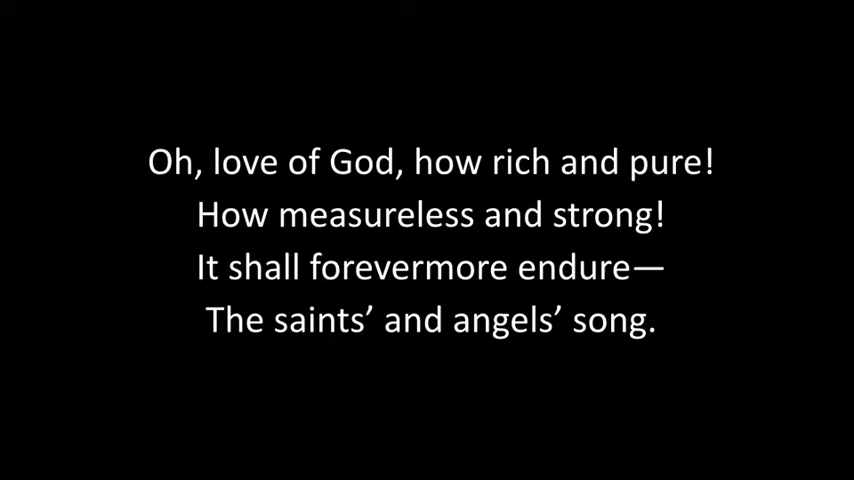 Oh, love of God, how rich and pure!
How measureless and strong!
It shall forevermore endure—
The saints’ and angels’ song.